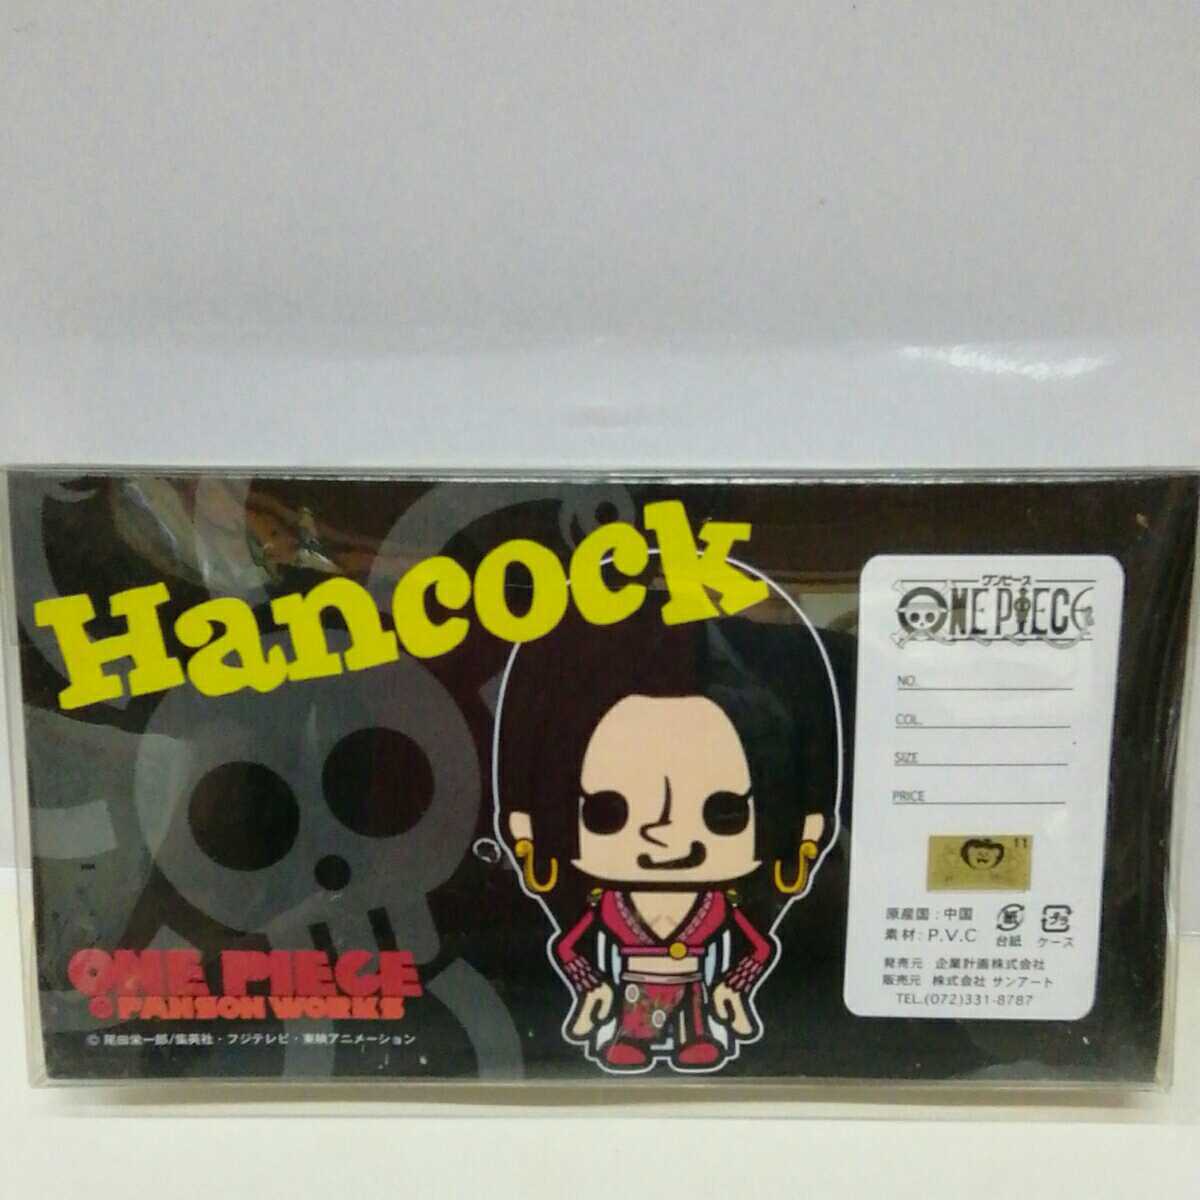 Hancock
ONE PIECE
PANSON WORKS
© 尾田栄一郎/集英社・フジテレビ・東映アニメーション
ワンピース
ONE PIECE
NO.
COL.
SIZE
PRICE
11
原産国:中国
素材:P.V.C
紙
台紙
プラ
ケース
発売元 企業計画株式会社
販売元 株式会社 サンアート
TEL.(072)331-8787